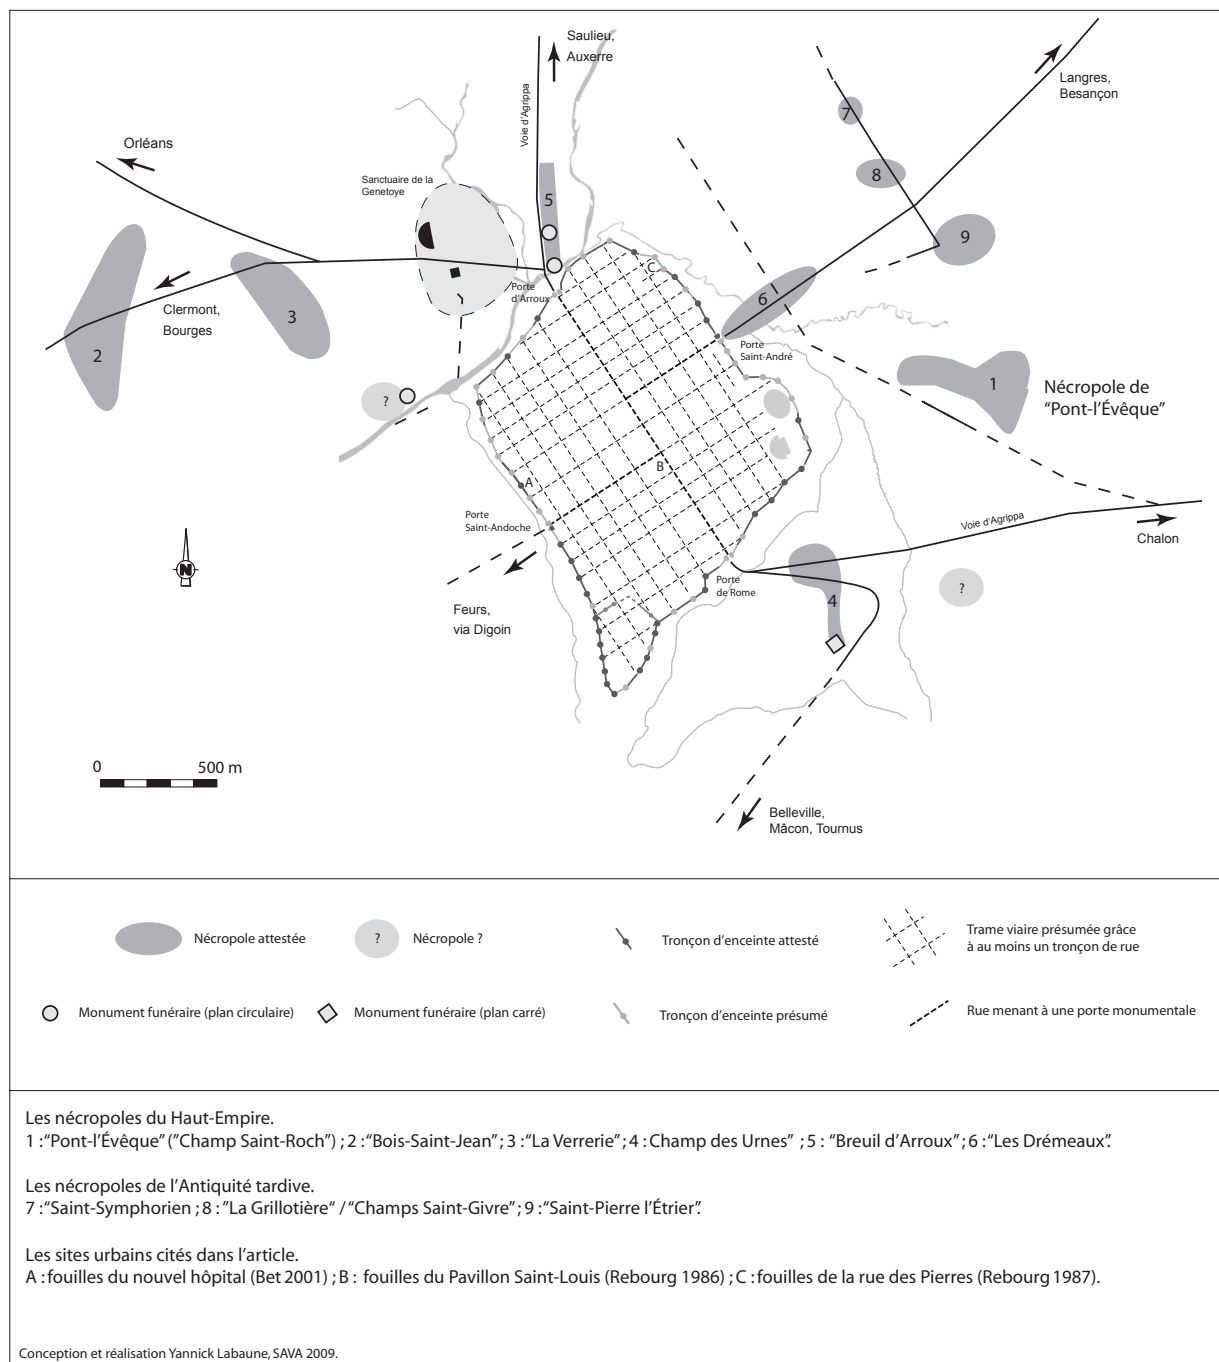 Saulieu,
Auxerre
Voie d'Agrippa
Langres,
Besançon
Orléans
Sanctuaire de la
Genetoye
7
8
5
9
C
Clermont,
Bourges
3
2
Porte
d'Arroux
6
Porte
Saint-André
?
1
Nécropole de
“Pont-l'Évêque”
B
A
Porte
Saint-Andoche
Voie d'Agrippa
Chalon
N
Porte
de Rome
4
?
Feurs,
via Digoin
0 500 m
Belleville,
Mâcon, Tournus
Nécropole attestée
? Nécropole ?
Tronçon d'enceinte attesté
Trame viaire présumée grâce
à au moins un tronçon de rue
Monument funéraire (plan circulaire)
Monument funéraire (plan carré)
Tronçon d'enceinte présumé
Rue menant à une porte monumentale
Les nécropoles du Haut-Empire.
1 :“Pont-l'Évêque” (”Champ Saint-Roch”) ; 2 : “Bois-Saint-Jean” ; 3 : “La Verrerie” ; 4 : Champ des Urnes” ; 5 : “Breuil d'Arroux” ; 6 : “Les Drémeaux”.
Les nécropoles de l'Antiquité tardive.
7 :“Saint-Symphorien ; 8 : ”La Grillotière“ / “Champs Saint-Givre” ; 9 : “Saint-Pierre l'Étrier”.
Les sites urbains cités dans l'article.
A : fouilles du nouvel hôpital (Bet 2001) ; B : fouilles du Pavillon Saint-Louis (Rebourg 1986) ; C : fouilles de la rue des Pierres (Rebourg 1987).
Conception et réalisation Yannick Labaune, SAVA 2009.